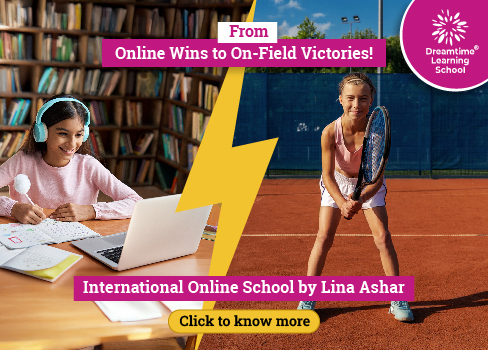 From
Online Wins to On-Field Victories!
Dreamtime®
Learning
School
International Online School by Lina Ashar
Click to know more